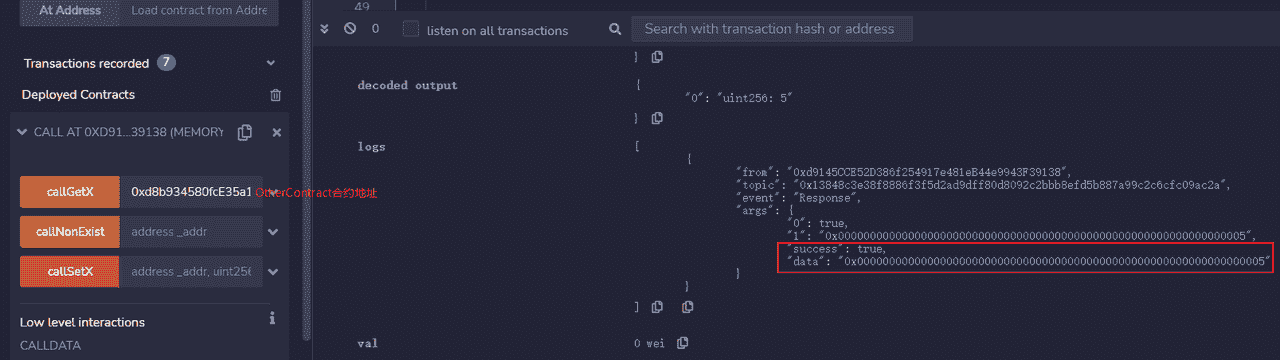 At Address
Load contract from Addre
Transactions recorded 7
Deployed Contracts
CALL AT 0XD91...39138 (MEMORY
callGetX
0xd8b934580fcE35a1
OtherContract合约地址
callNonExist
address _addr
callSetX
address _addr, uint256
Low level interactions
i
CALLDATA
49
0
listen on all transactions
Search with transaction hash or address
}
decoded output
{
"0": "uint256: 5"
}
logs
[
{
"from": "0xd9145CCE52D386f254917e481eB44e9943F39138",
"topic": "0x13848c3e38f8886f3f5d2ad9dff80d8092c2bbb8efd5b887a99c2c6cfc09ac2a",
"event": "Response",
"args": {
"0": true,
"1": "0x0000000000000000000000000000000000000000000000000000000000000005",
"success": true,
"data": "0x0000000000000000000000000000000000000000000000000000000000000005"
}
}
]
val
0 wei